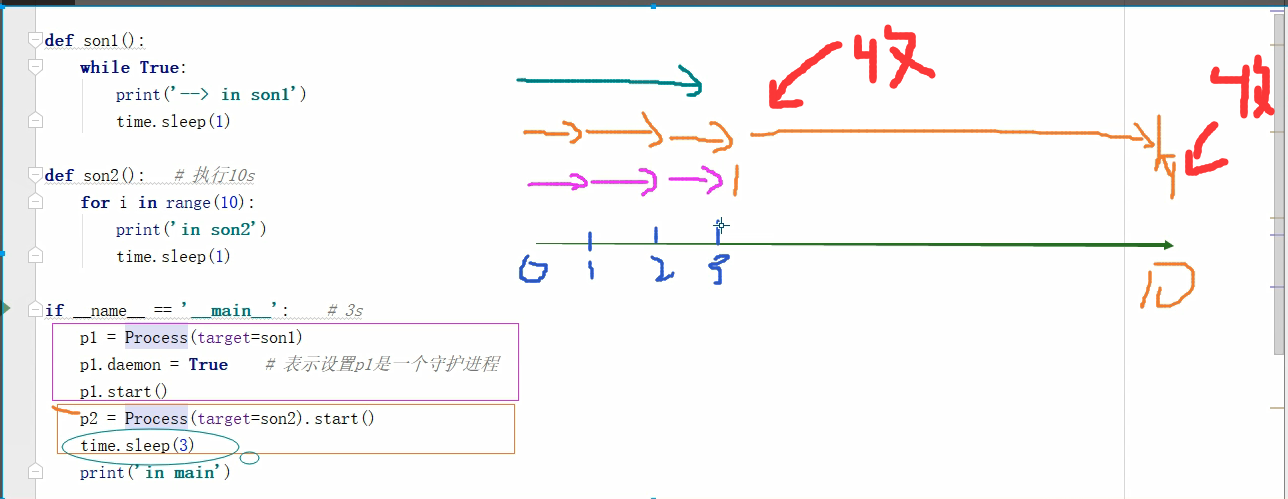 def son1():
while True:
print('--> in son1')
time.sleep(1)
def son2():   # 执行10s
for i in range(10):
print('in son2')
time.sleep(1)
if __name__ == '__main__':    # 3s
p1 = Process(target=son1)
p1.daemon = True    # 表示设置p1是一个守护进程
p1.start()
p2 = Process(target=son2).start()
time.sleep(3)
print('in main')
0 1 2 3
10